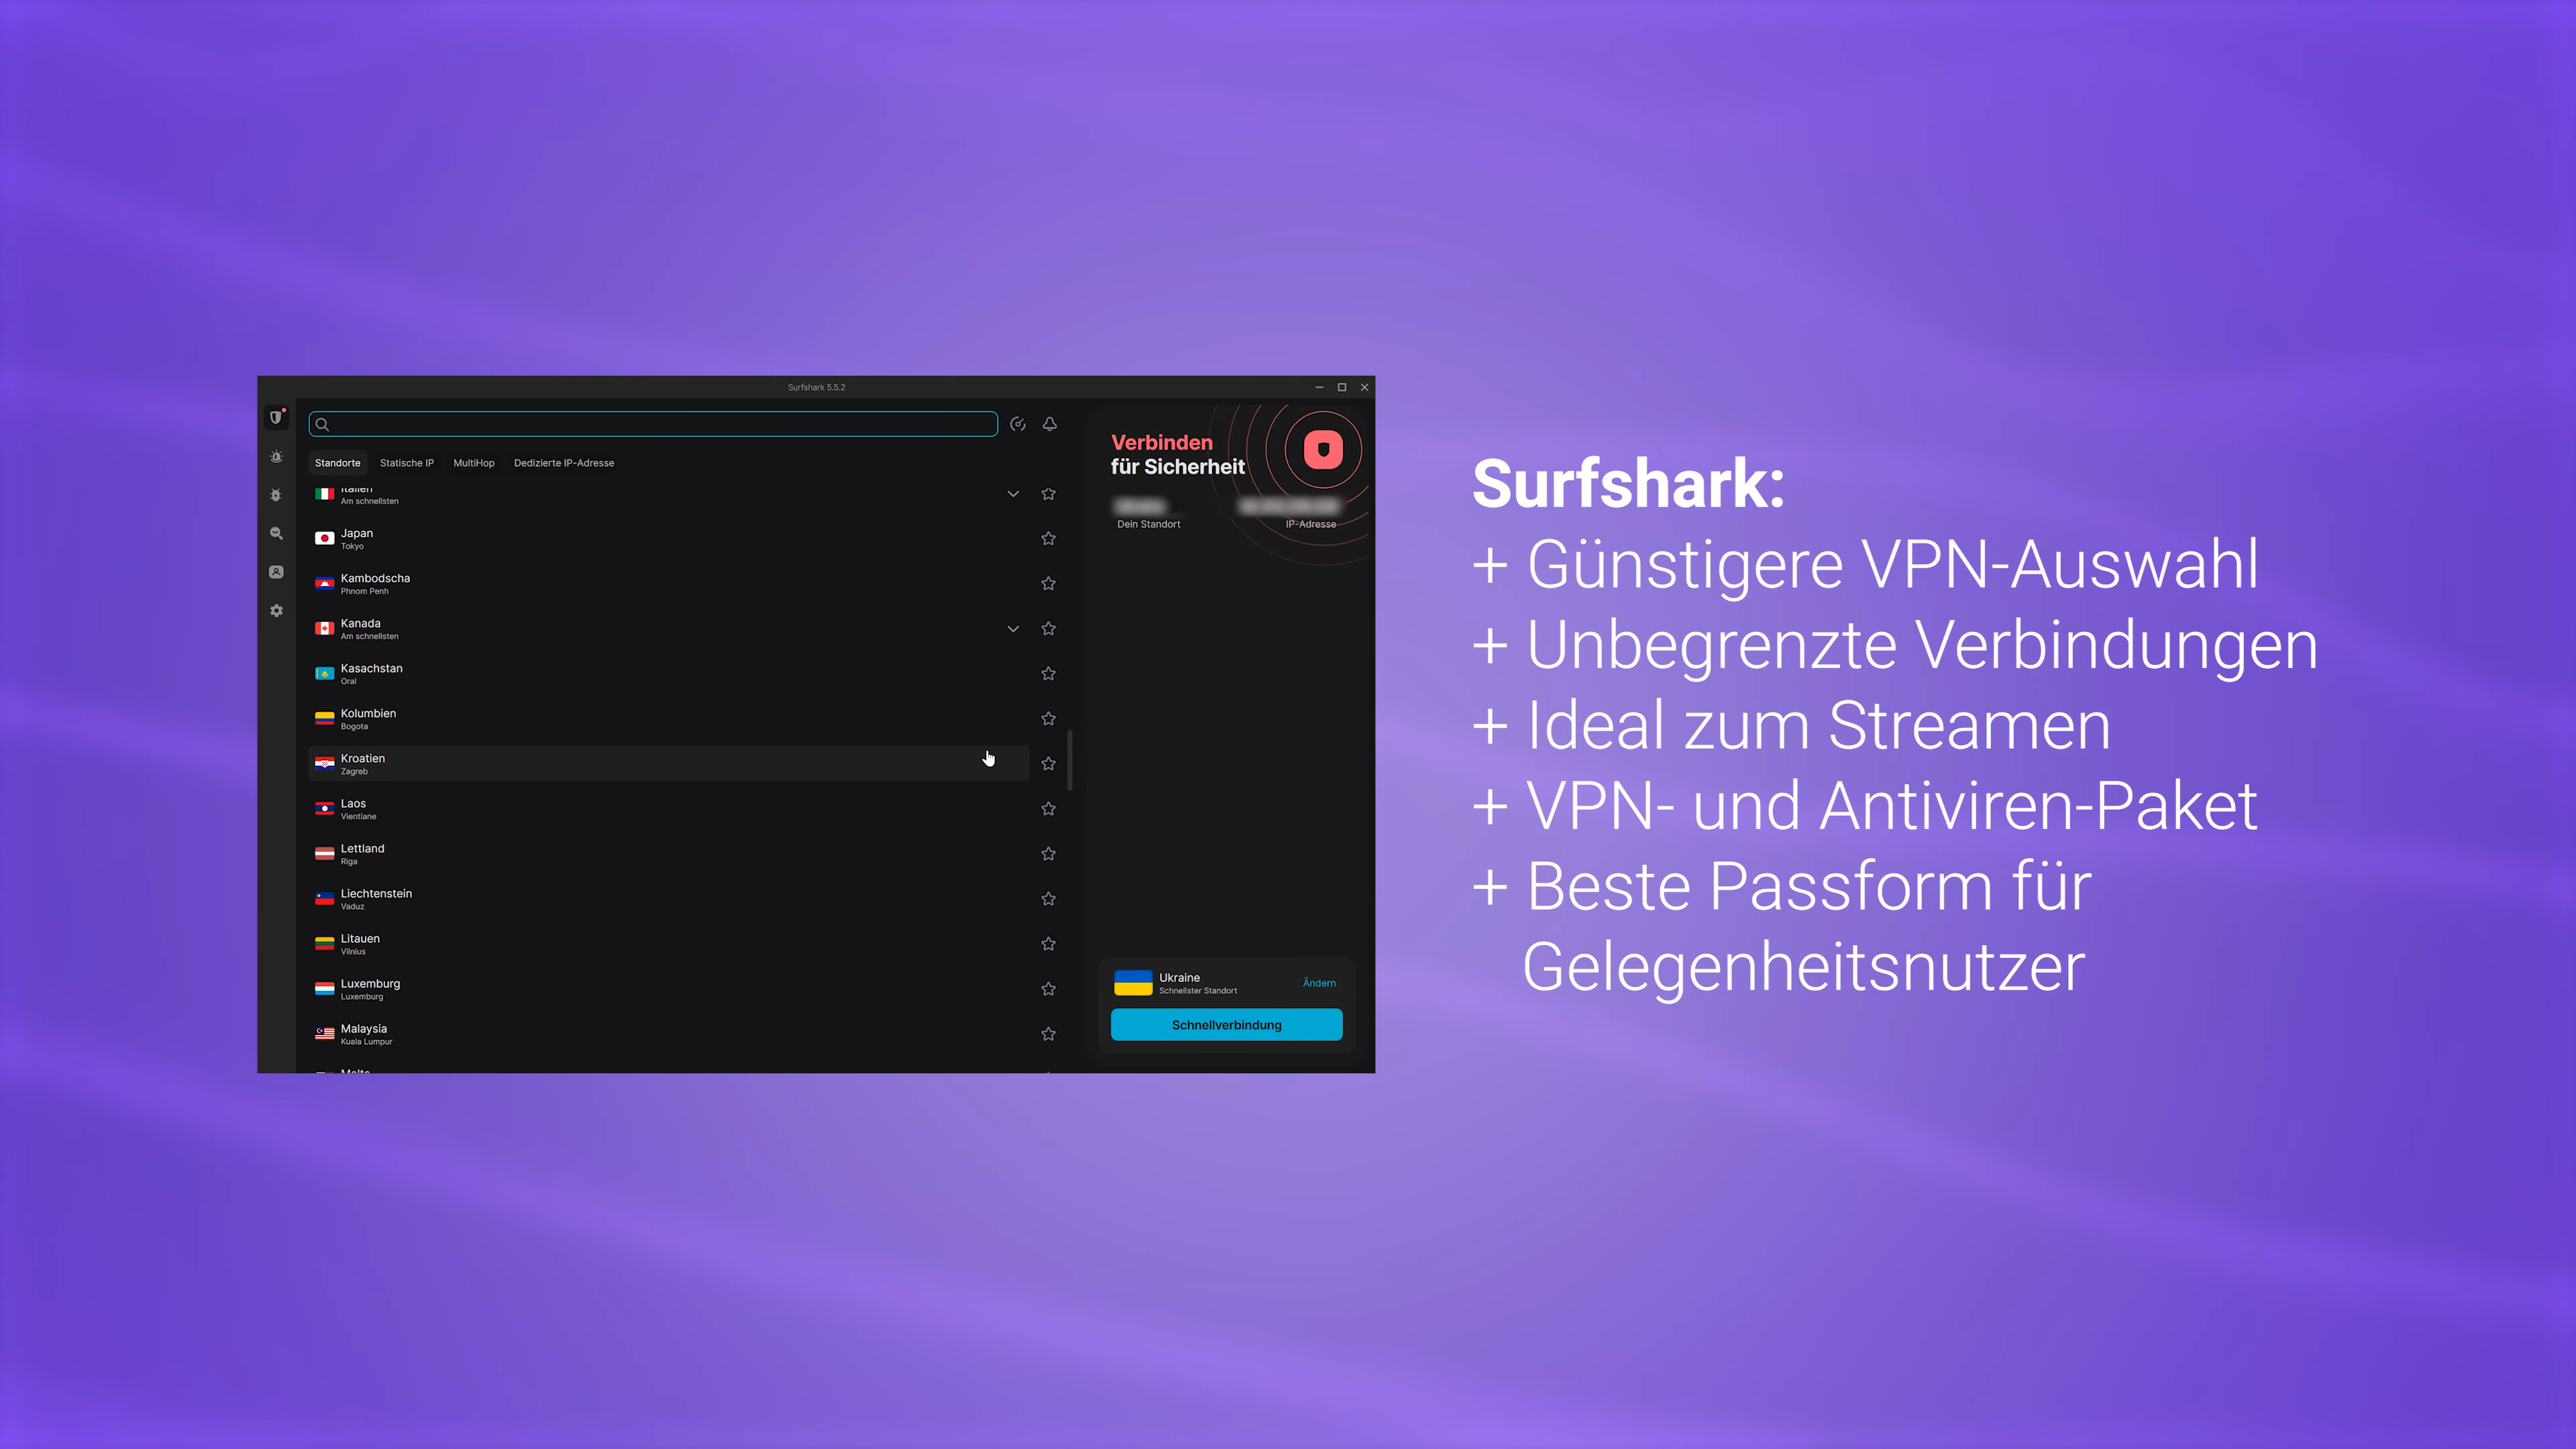 Surfshark 5.5.2
Standorte
Statische IP
MultiHop
Dedizierte IP-Adresse
Italien
Am schnellsten
Japan
Tokyo
Kambodscha
Phnom Penh
Kanada
Am schnellsten
Kasachstan
Oral
Kolumbien
Bogota
Kroatien
Zagreb
Laos
Vientiane
Lettland
Riga
Liechtenstein
Vaduz
Litauen
Vilnius
Luxemburg
Luxemburg
Malaysia
Kuala Lumpur
Malta
Verbinden
für Sicherheit
Dein Standort
IP-Adresse
Ukraine
Schnellster Standort
Ändern
Schnellverbindung
Surfshark:
+ Günstigere VPN-Auswahl
+ Unbegrenzte Verbindungen
+ Ideal zum Streamen
+ VPN- und Antiviren-Paket
+ Beste Passform für
Gelegenheitsnutzer